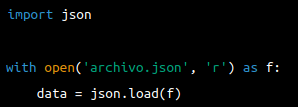 import json
with open('archivo.json', 'r') as f:
    data = json.load(f)